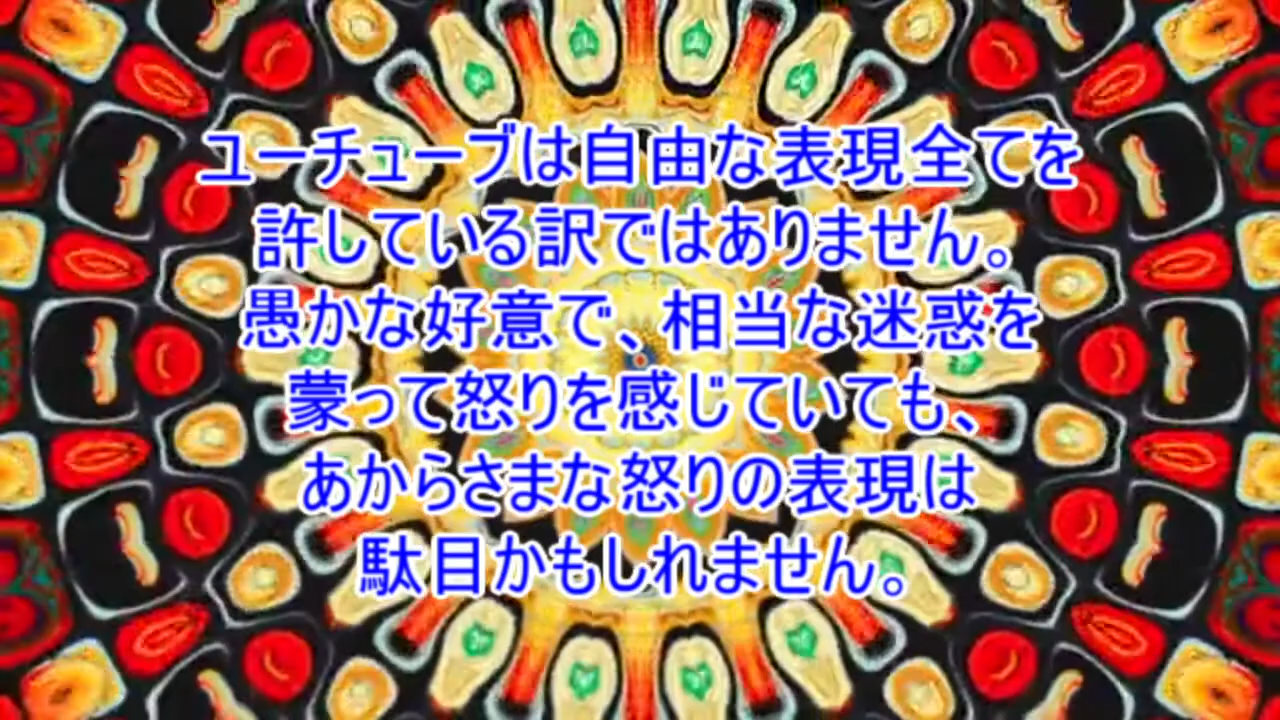 ユーチューブは自由な表現全てを
許している訳ではありません。
愚かな好意で、相当な迷惑を
蒙って怒りを感じていても、
あからさまな怒りの表現は
駄目かもしれません。